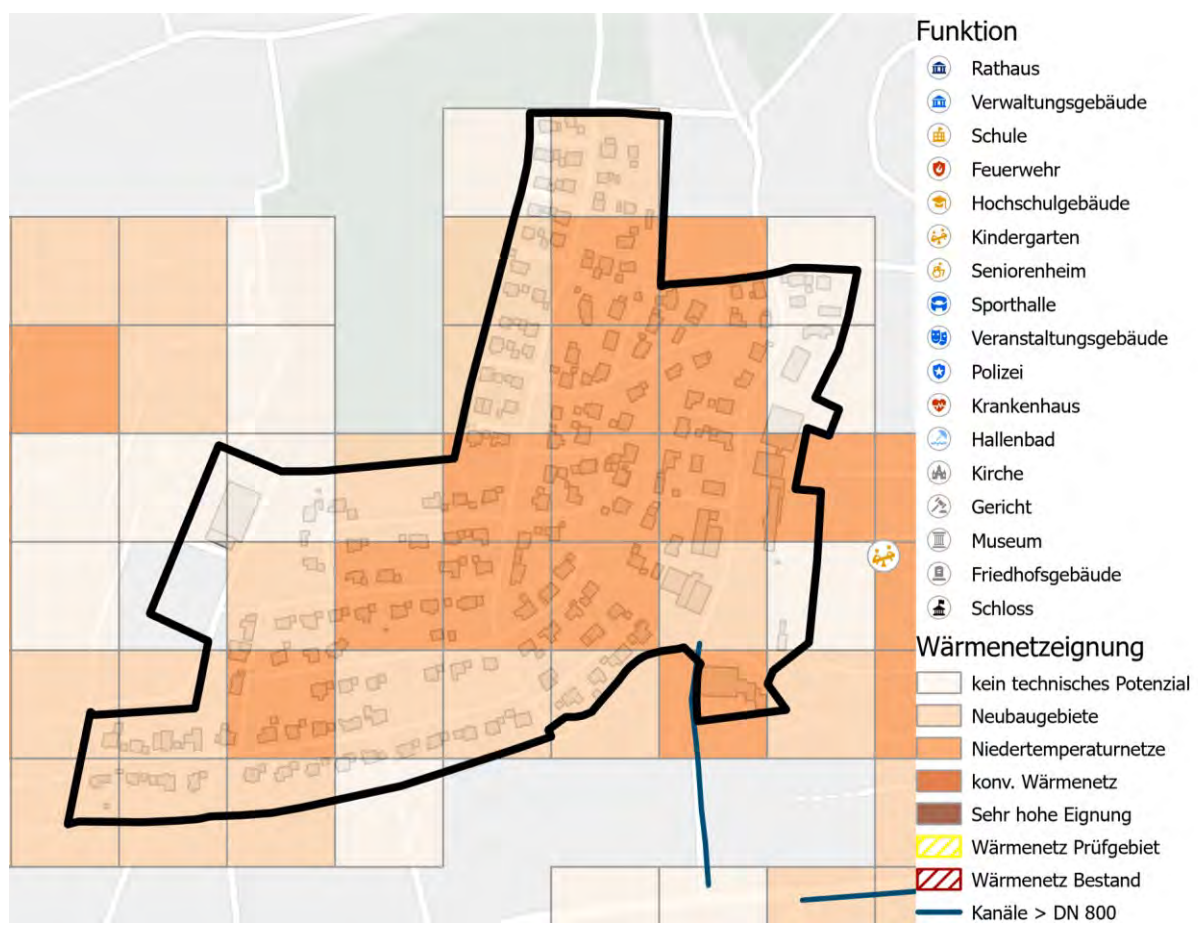 Funktion
Rathaus
Verwaltungsgebäude
Schule
Feuerwehr
Hochschulgebäude
Kindergarten
Seniorenheim
Sporthalle
Veranstaltungsgebäude
Polizei
Krankenhaus
Hallenbad
Kirche
Gericht
Museum
Friedhofsgebäude
Schloss
Wärmenetzeignung
kein technisches Potenzial
Neubaugebiete
Niedertemperaturnetze
konv. Wärmenetz
Sehr hohe Eignung
Wärmenetz Prüfgebiet
Wärmenetz Bestand
Kanäle > DN 800